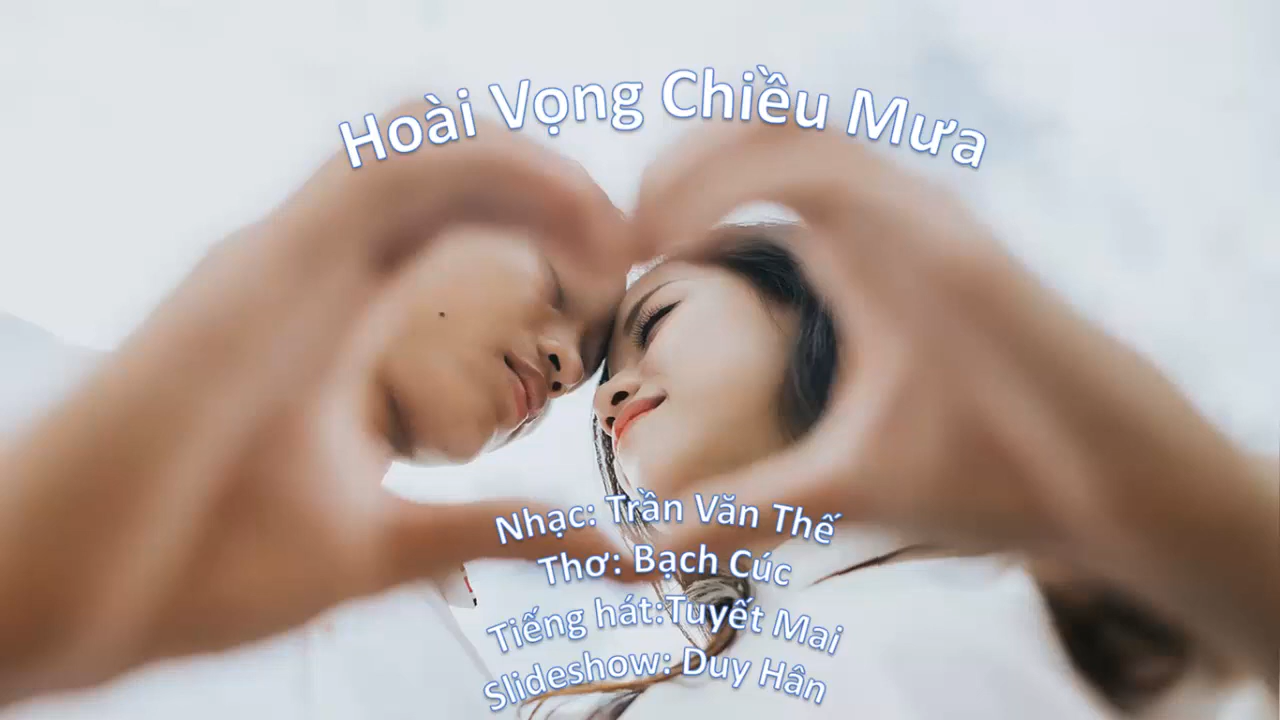 Hoài Vọng Chiều Mưa
Nhạc: Trần Văn Thế
Thơ: Bạch Cúc
Tiếng hát:Tuyết Mai
Slideshow: Duy Hân